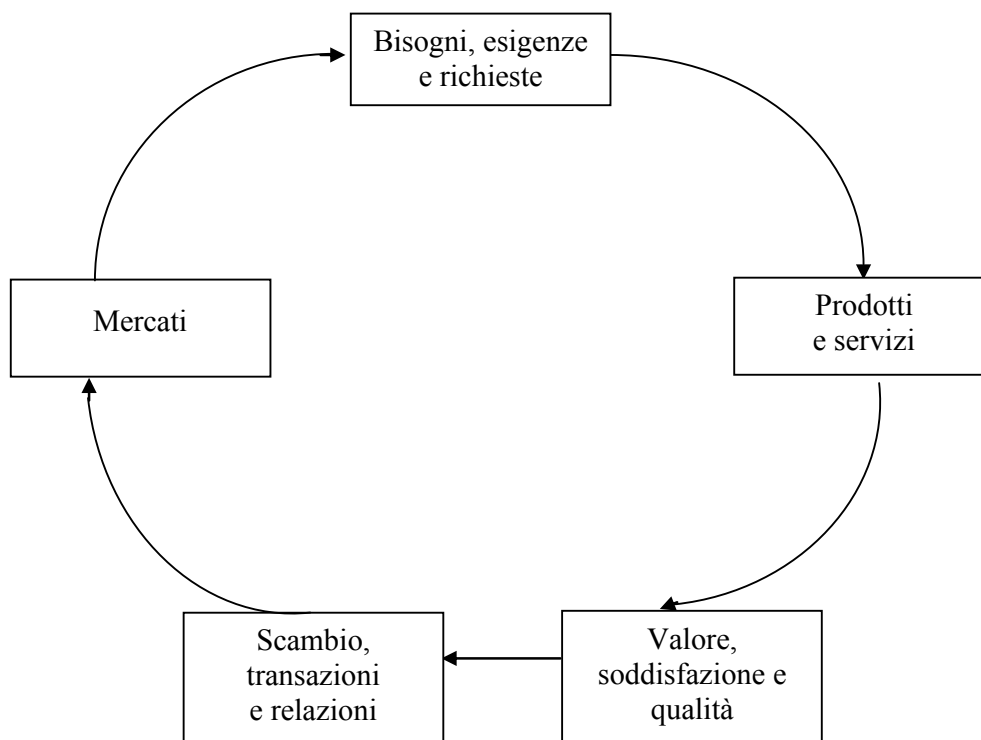 Bisogni, esigenze
e richieste
Mercati
Prodotti
e servizi
Scambio,
transazioni
e relazioni
Valore,
soddisfazione e
qualità